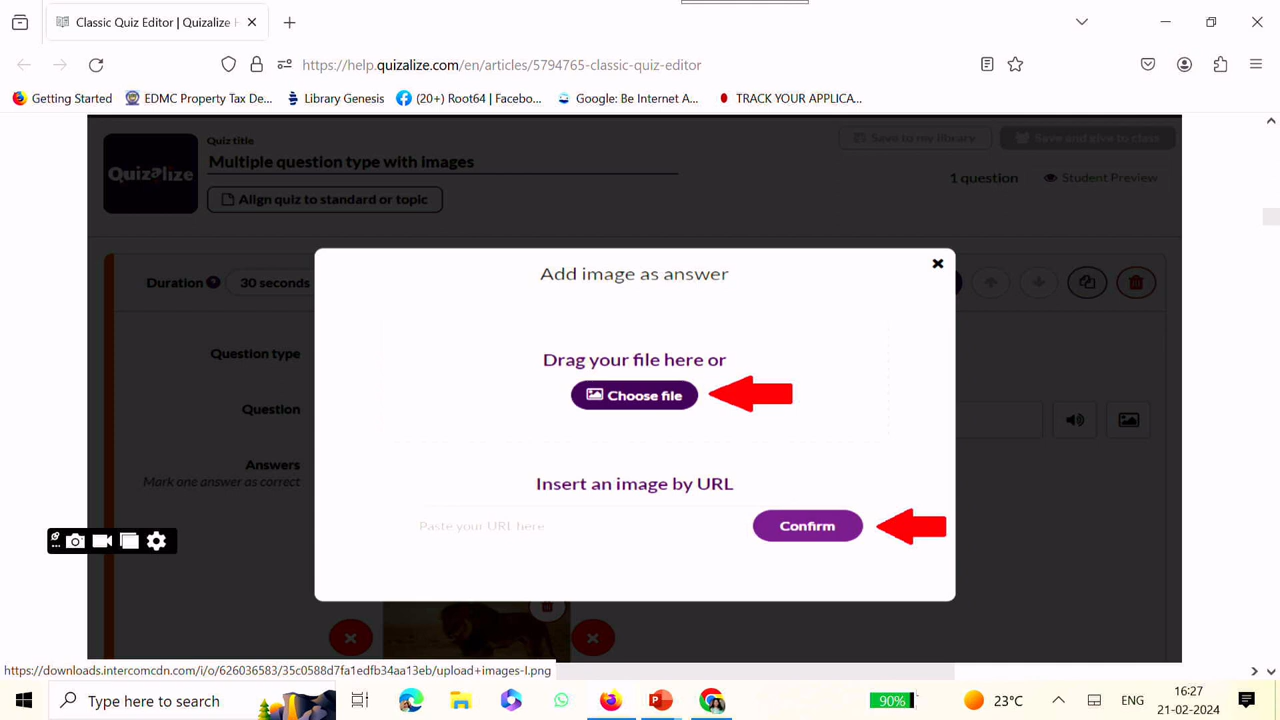 Classic Quiz Editor | Quizalize H
https://help.quizalize.com/en/articles/5794765-classic-quiz-editor
Getting Started
EDMC Property Tax De...
Library Genesis
(20+) Root64 | Facebo...
Google: Be Internet A...
TRACK YOUR APPLICA...
Quizalize
Quiz title
Multiple question type with images
Align quiz to standard or topic
Save to my library
Save and give to class
1 question
Student Preview
Duration
30 seconds
Question type
Question
Answers
Mark one answer as correct
Add image as answer
Drag your file here or
Choose file
Insert an image by URL
Paste your URL here
Confirm
https://downloads.intercomcdn.com/i/o/626036583/35c0588d7fa1edfb34aa13eb/upload+images-I.png
Type here to search
90%
23°C
ENG
16:27
21-02-2024